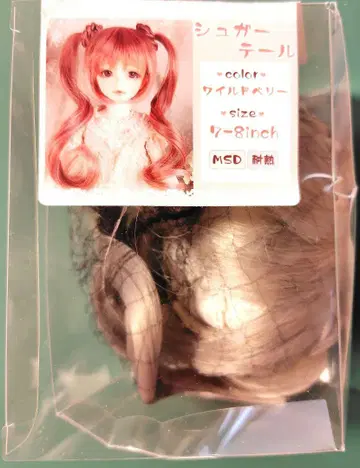 シュガー
テール
♥color♥
ワイルドベリー
♥size♥
7−8inch
MSD 耐熱